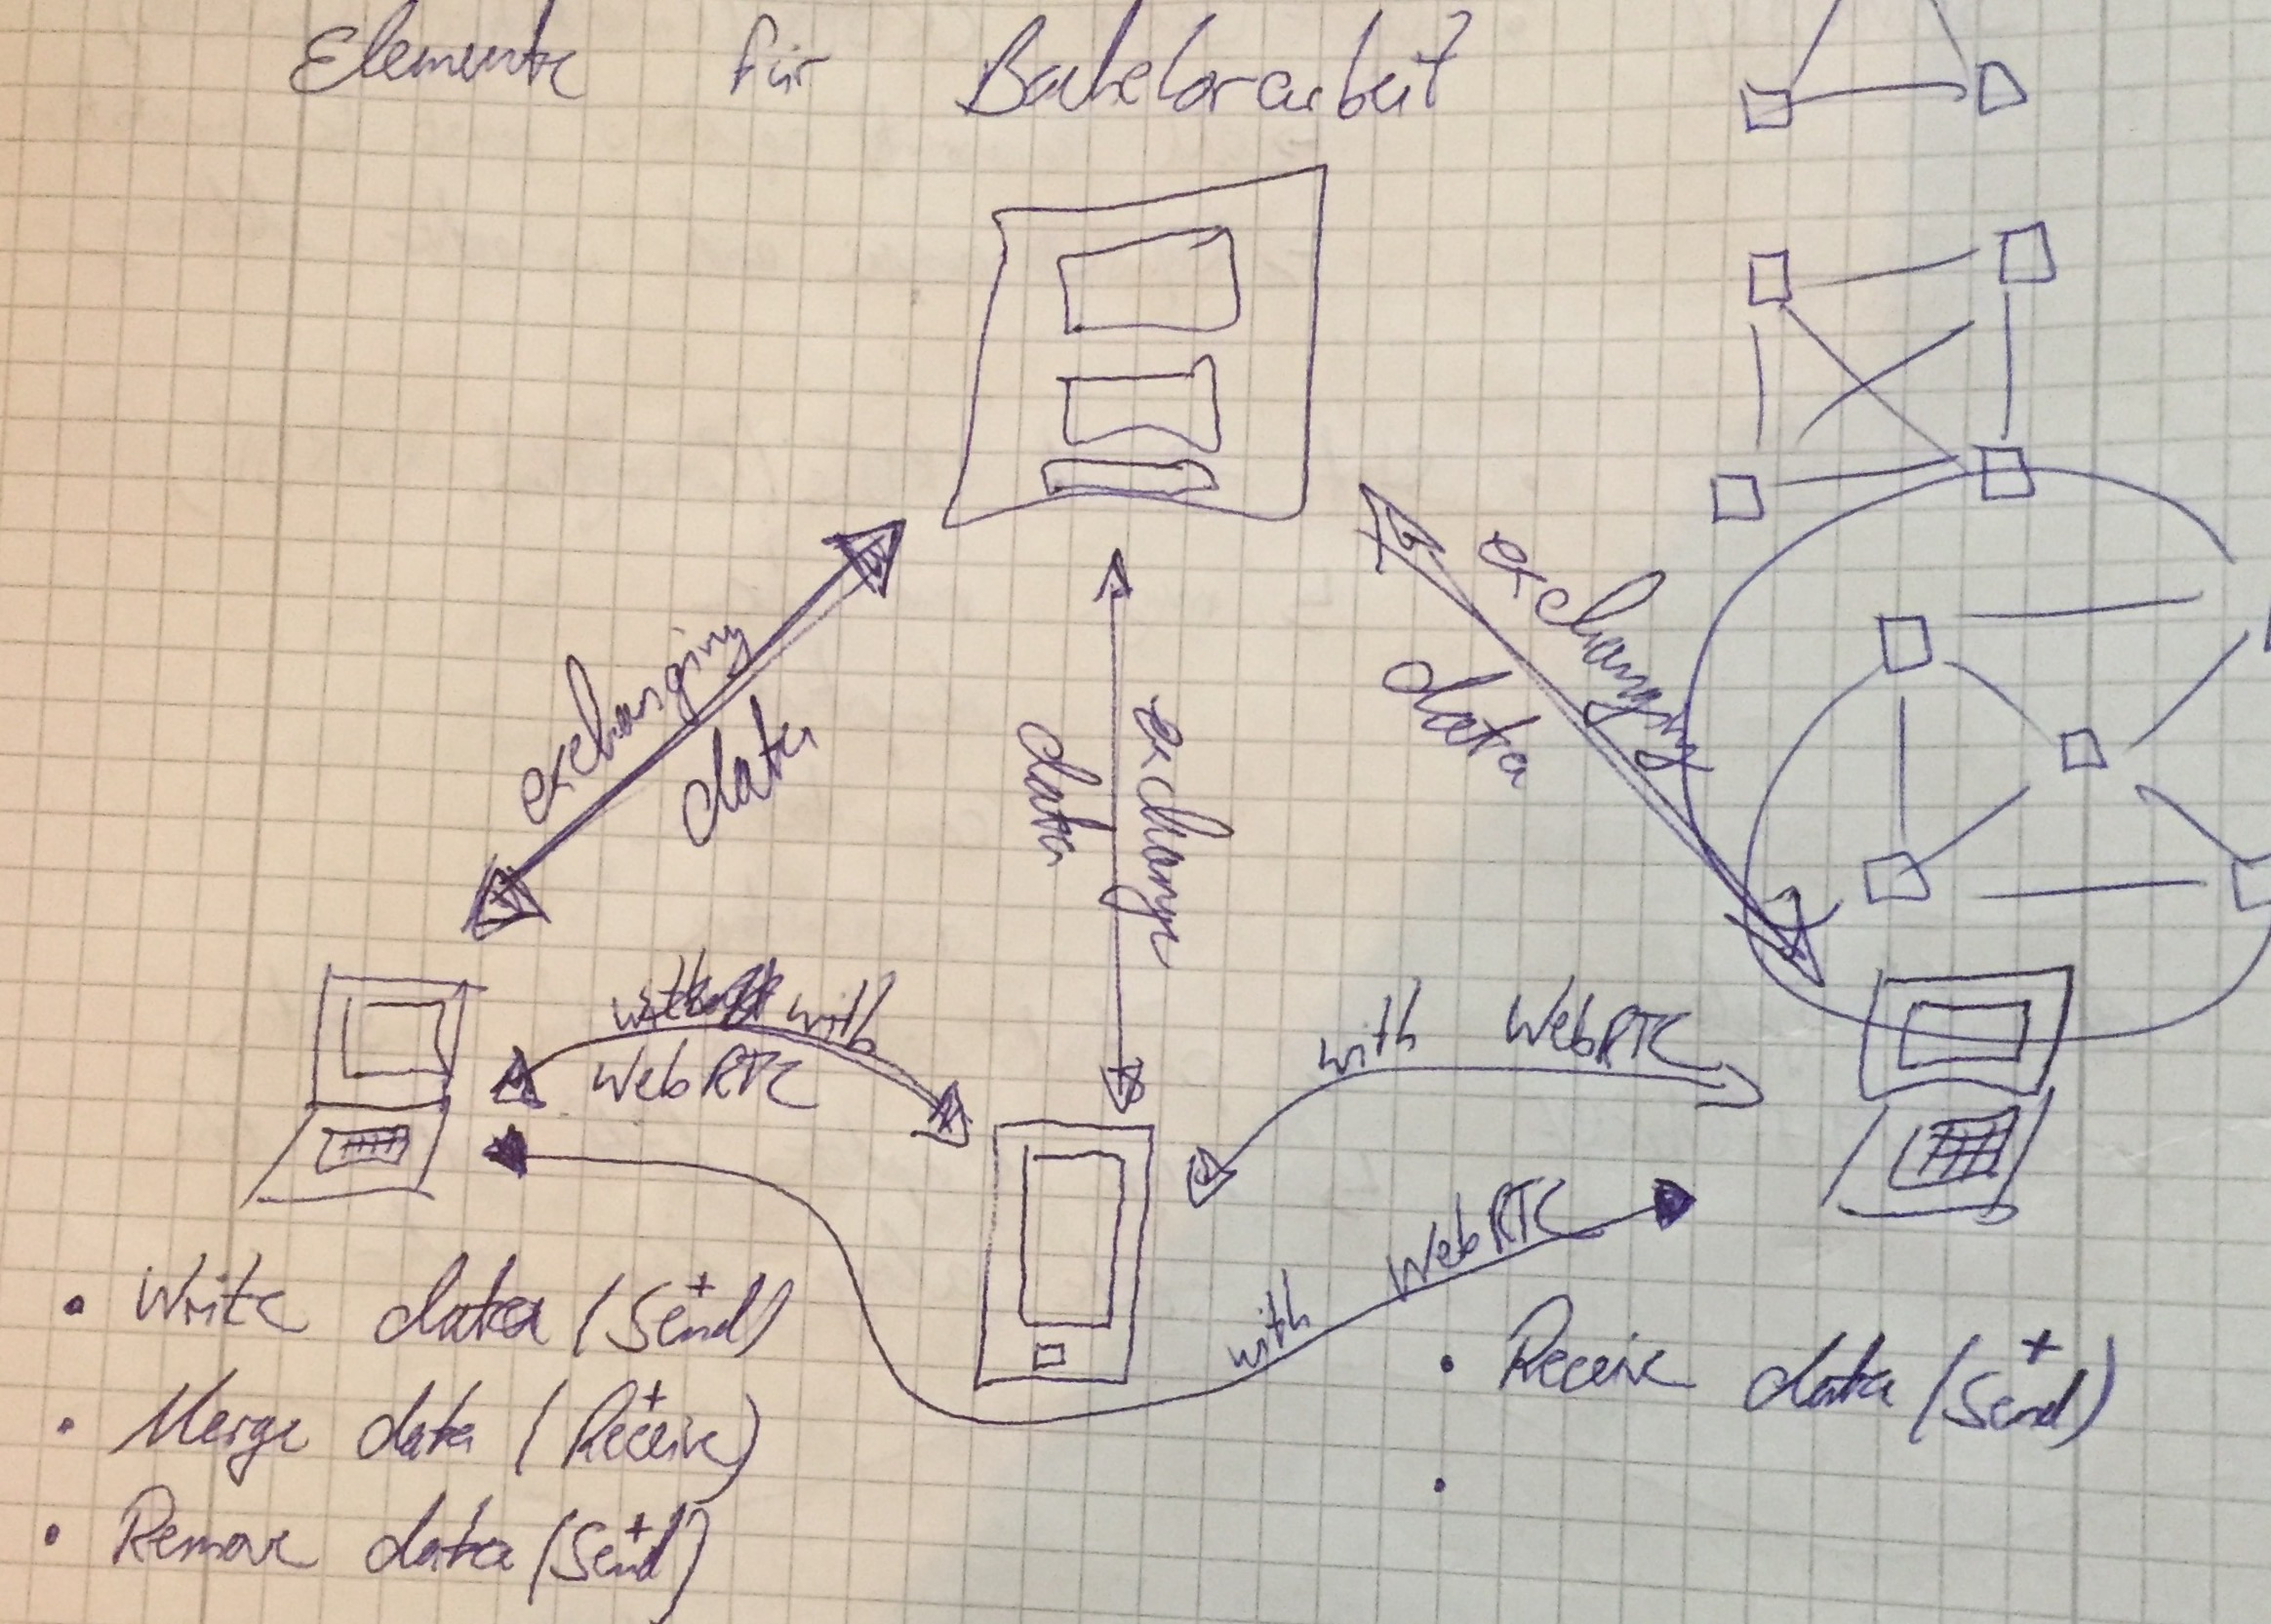 Elemente für Bachelorarbeit
exchanging
data
exchange
data
exchanging
data
with
WebRTC
with WebRTC
with WebRTC
• Write data (+Send)
• Merge data (+Receive)
• Remove data (+Send)
• Receive data (+Send)
•